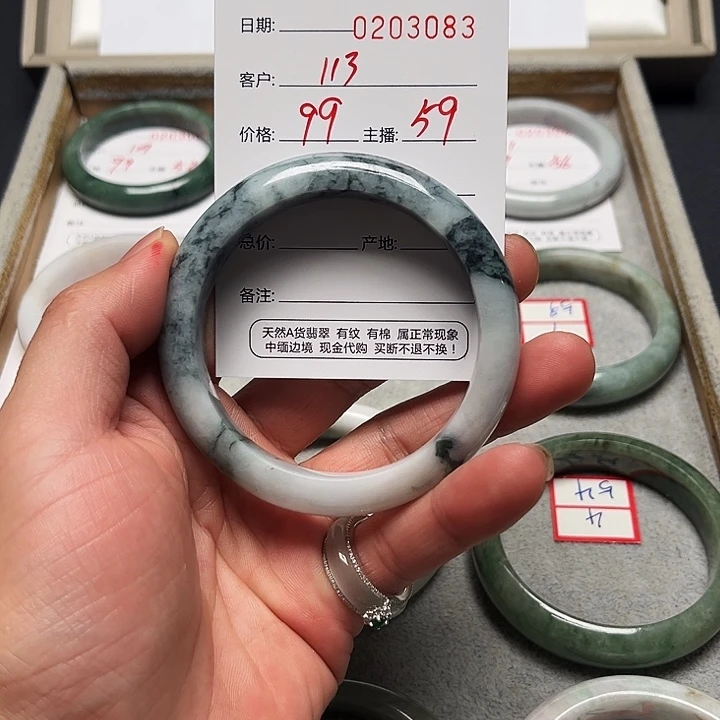 日期: 0203083
客户: 113
价格: 99 主播: 59
总价: 产地:
备注:
天然A货翡翠 有纹 有棉 属正常现象
中缅边境 现金代购 买断不退不换！
54
4